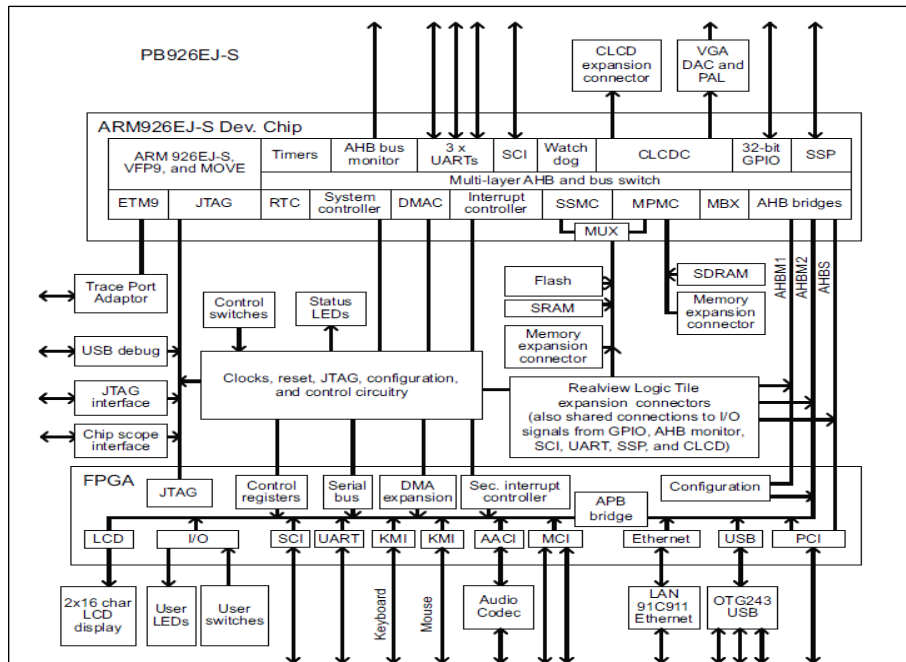 PB926EJ-S
CLCD
expansion
connector
VGA
DAC and
PAL
ARM926EJ-S Dev. Chip
ARM 926EJ-S,
VFP9, and MOVE
Timers
AHB bus
monitor
3 x
UARTs
SCI
Watch
dog
CLCDC
32-bit
GPIO
SSP
Multi-layer AHB and bus switch
ETM9
JTAG
RTC
System
controller
DMAC
Interrupt
controller
SSMC
MPMC
MBX
AHB bridges
MUX
AHBM1
AHBM2
AHBS
Trace Port
Adaptor
Control
switches
Status
LEDs
Flash
SRAM
Memory
expansion
connector
SDRAM
Memory expansion
connector
USB debug
JTAG
interface
Chip scope
interface
Clocks, reset, JTAG, configuration,
and control circuitry
Realview Logic Tile
expansion connectors
(also shared connections to I/O
signals from GPIO, AHB monitor,
SCI, UART, SSP, and CLCD)
FPGA
JTAG
Control
registers
Serial
bus
DMA
expansion
Sec. interrupt
controller
Configuration
APB
bridge
LCD
I/O
SCI
UART
KMI
KMI
AACI
MCI
Ethernet
USB
PCI
2x16 char
LCD
display
User
LEDs
User
switches
Keyboard
Mouse
Audio
Codec
LAN
91C911
Ethernet
OTG243
USB